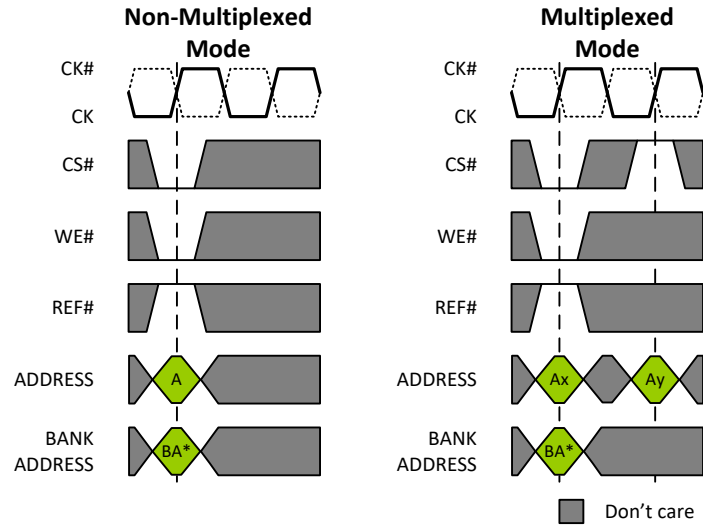 Non-Multiplexed
Mode
CK#
CK
CS#
WE#
REF#
ADDRESS
A
BANK
ADDRESS
BA*
Multiplexed
Mode
CK#
CK
CS#
WE#
REF#
ADDRESS
Ax
Ay
BANK
ADDRESS
BA*
Don't care